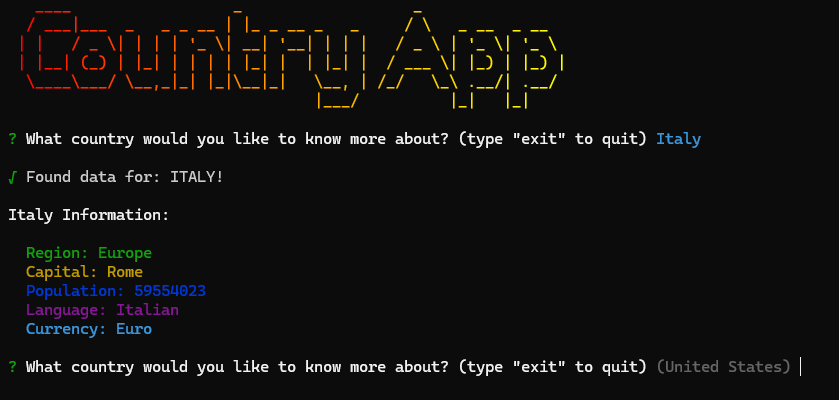 Country App
? What country would you like to know more about? (type "exit" to quit) Italy
√ Found data for: ITALY!
Italy Information:
Region: Europe
Capital: Rome
Population: 59554023
Language: Italian
Currency: Euro
? What country would you like to know more about? (type "exit" to quit) (United States)